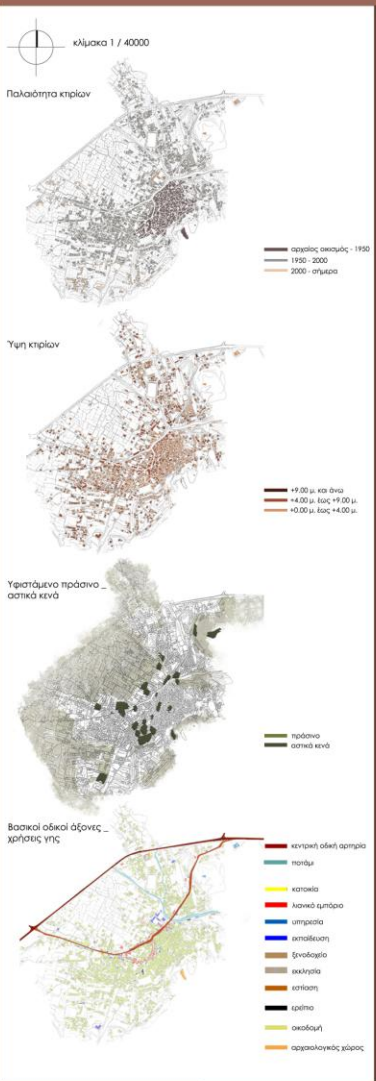 κλίμακα 1 / 40000
Παλαιότητα κτιρίων
αρχαίος οικισμός - 1950
1950 - 2000
2000 - σήμερα
Ύψη κτιρίων
+9.00 μ. και άνω
+4.00 μ. έως +9.00 μ.
+0.00 μ. έως +4.00 μ.
Υφιστάμενο πράσινο _
αστικά κενά
πράσινο
αστικά κενά
Βασικοί οδικοί άξονες _
χρήσεις γης
κεντρική οδική αρτηρία
ποτάμι
κατοικία
λιανικό εμπόριο
υπηρεσία
εκπαίδευση
ξενοδοχείο
εκκλησία
εστίαση
ερείπιο
οικοδομή
αρχαιολογικός χώρος